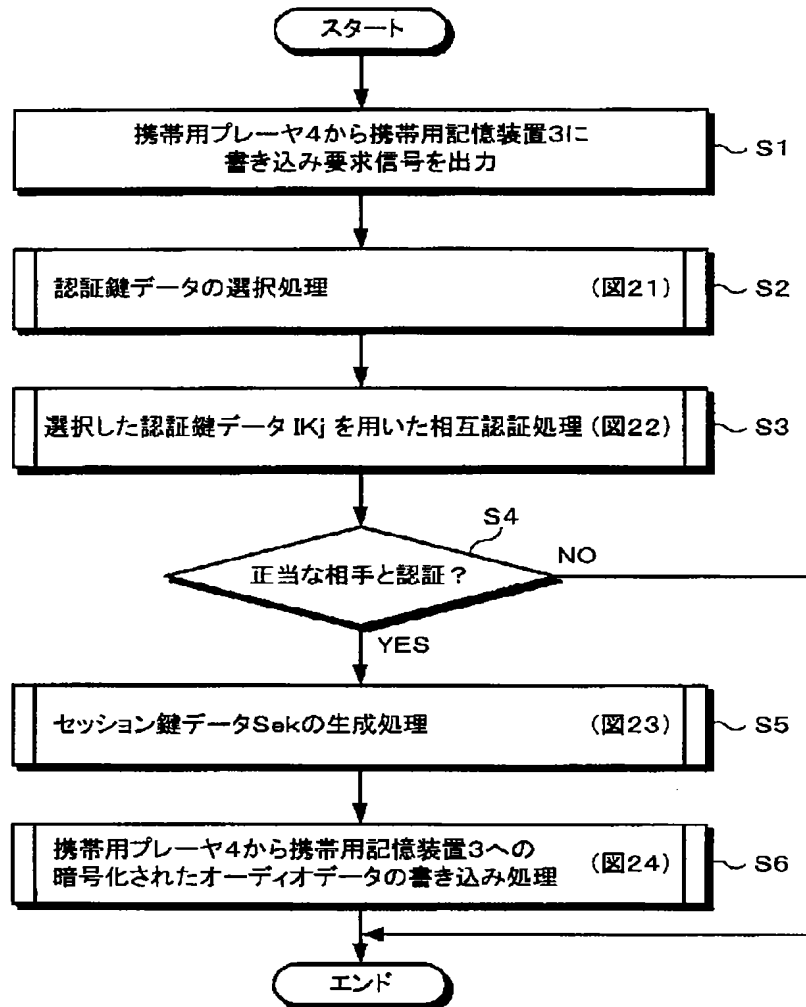 スタート
携帯用プレーヤ4から携帯用記憶装置3に
書き込み要求信号を出力
S1
認証鍵データの選択処理 (図21)
S2
選択した認証鍵データ IKj を用いた相互認証処理 (図22)
S3
S4
正当な相手と認証?
NO
YES
セッション鍵データSekの生成処理 (図23)
S5
携帯用プレーヤ4から携帯用記憶装置3への
暗号化されたオーディオデータの書き込み処理
(図24)
S6
エンド